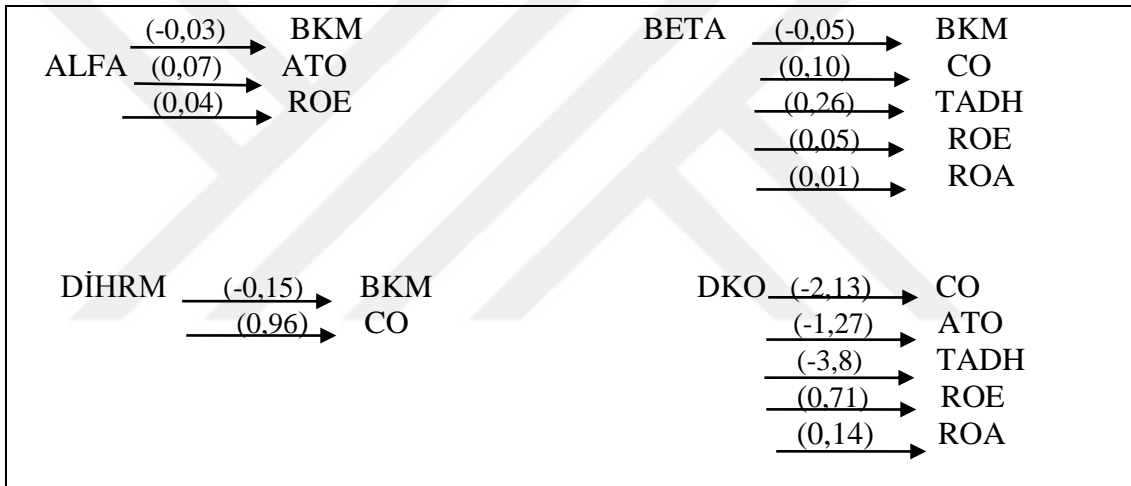 (-0,03) BKM
ALFA (0,07) ATO
(0,04) ROE
BETA (-0,05) BKM
(0,10) CO
(0,26) TADH
(0,05) ROE
(0,01) ROA
DİHRM (-0,15) BKM
(0,96) CO
DKO (-2,13) CO
(-1,27) ATO
(-3,8) TADH
(0,71) ROE
(0,14) ROA